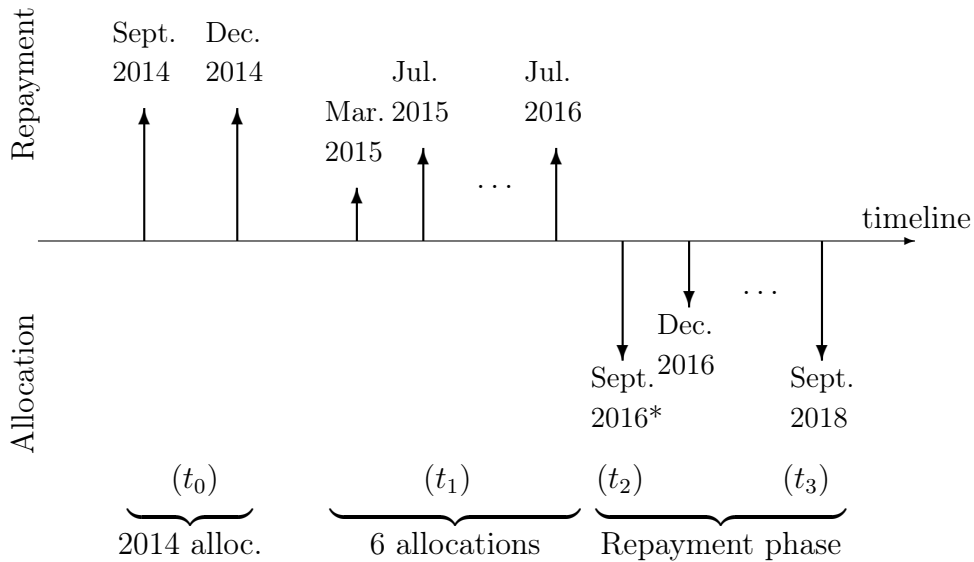 Repayment
Sept.
2014
Dec.
2014
Mar.
2015
Jul.
2015
. . .
Jul.
2016
timeline
Allocation
Sept.
2016*
Dec.
2016
. . .
Sept.
2018
(t₀)
(t₁)
(t₂)
(t₃)
2014 alloc.
6 allocations
Repayment phase